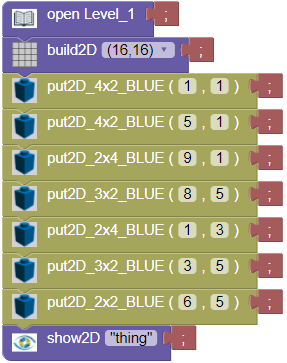 open Level_1 ;
build2D (16,16) ▾ ;
put2D_4x2_BLUE ( 1 , 1 ) ;
put2D_4x2_BLUE ( 5 , 1 ) ;
put2D_2x4_BLUE ( 9 , 1 ) ;
put2D_3x2_BLUE ( 8 , 5 ) ;
put2D_2x4_BLUE ( 1 , 3 ) ;
put2D_3x2_BLUE ( 3 , 5 ) ;
put2D_2x2_BLUE ( 6 , 5 ) ;
show2D "thing" ;